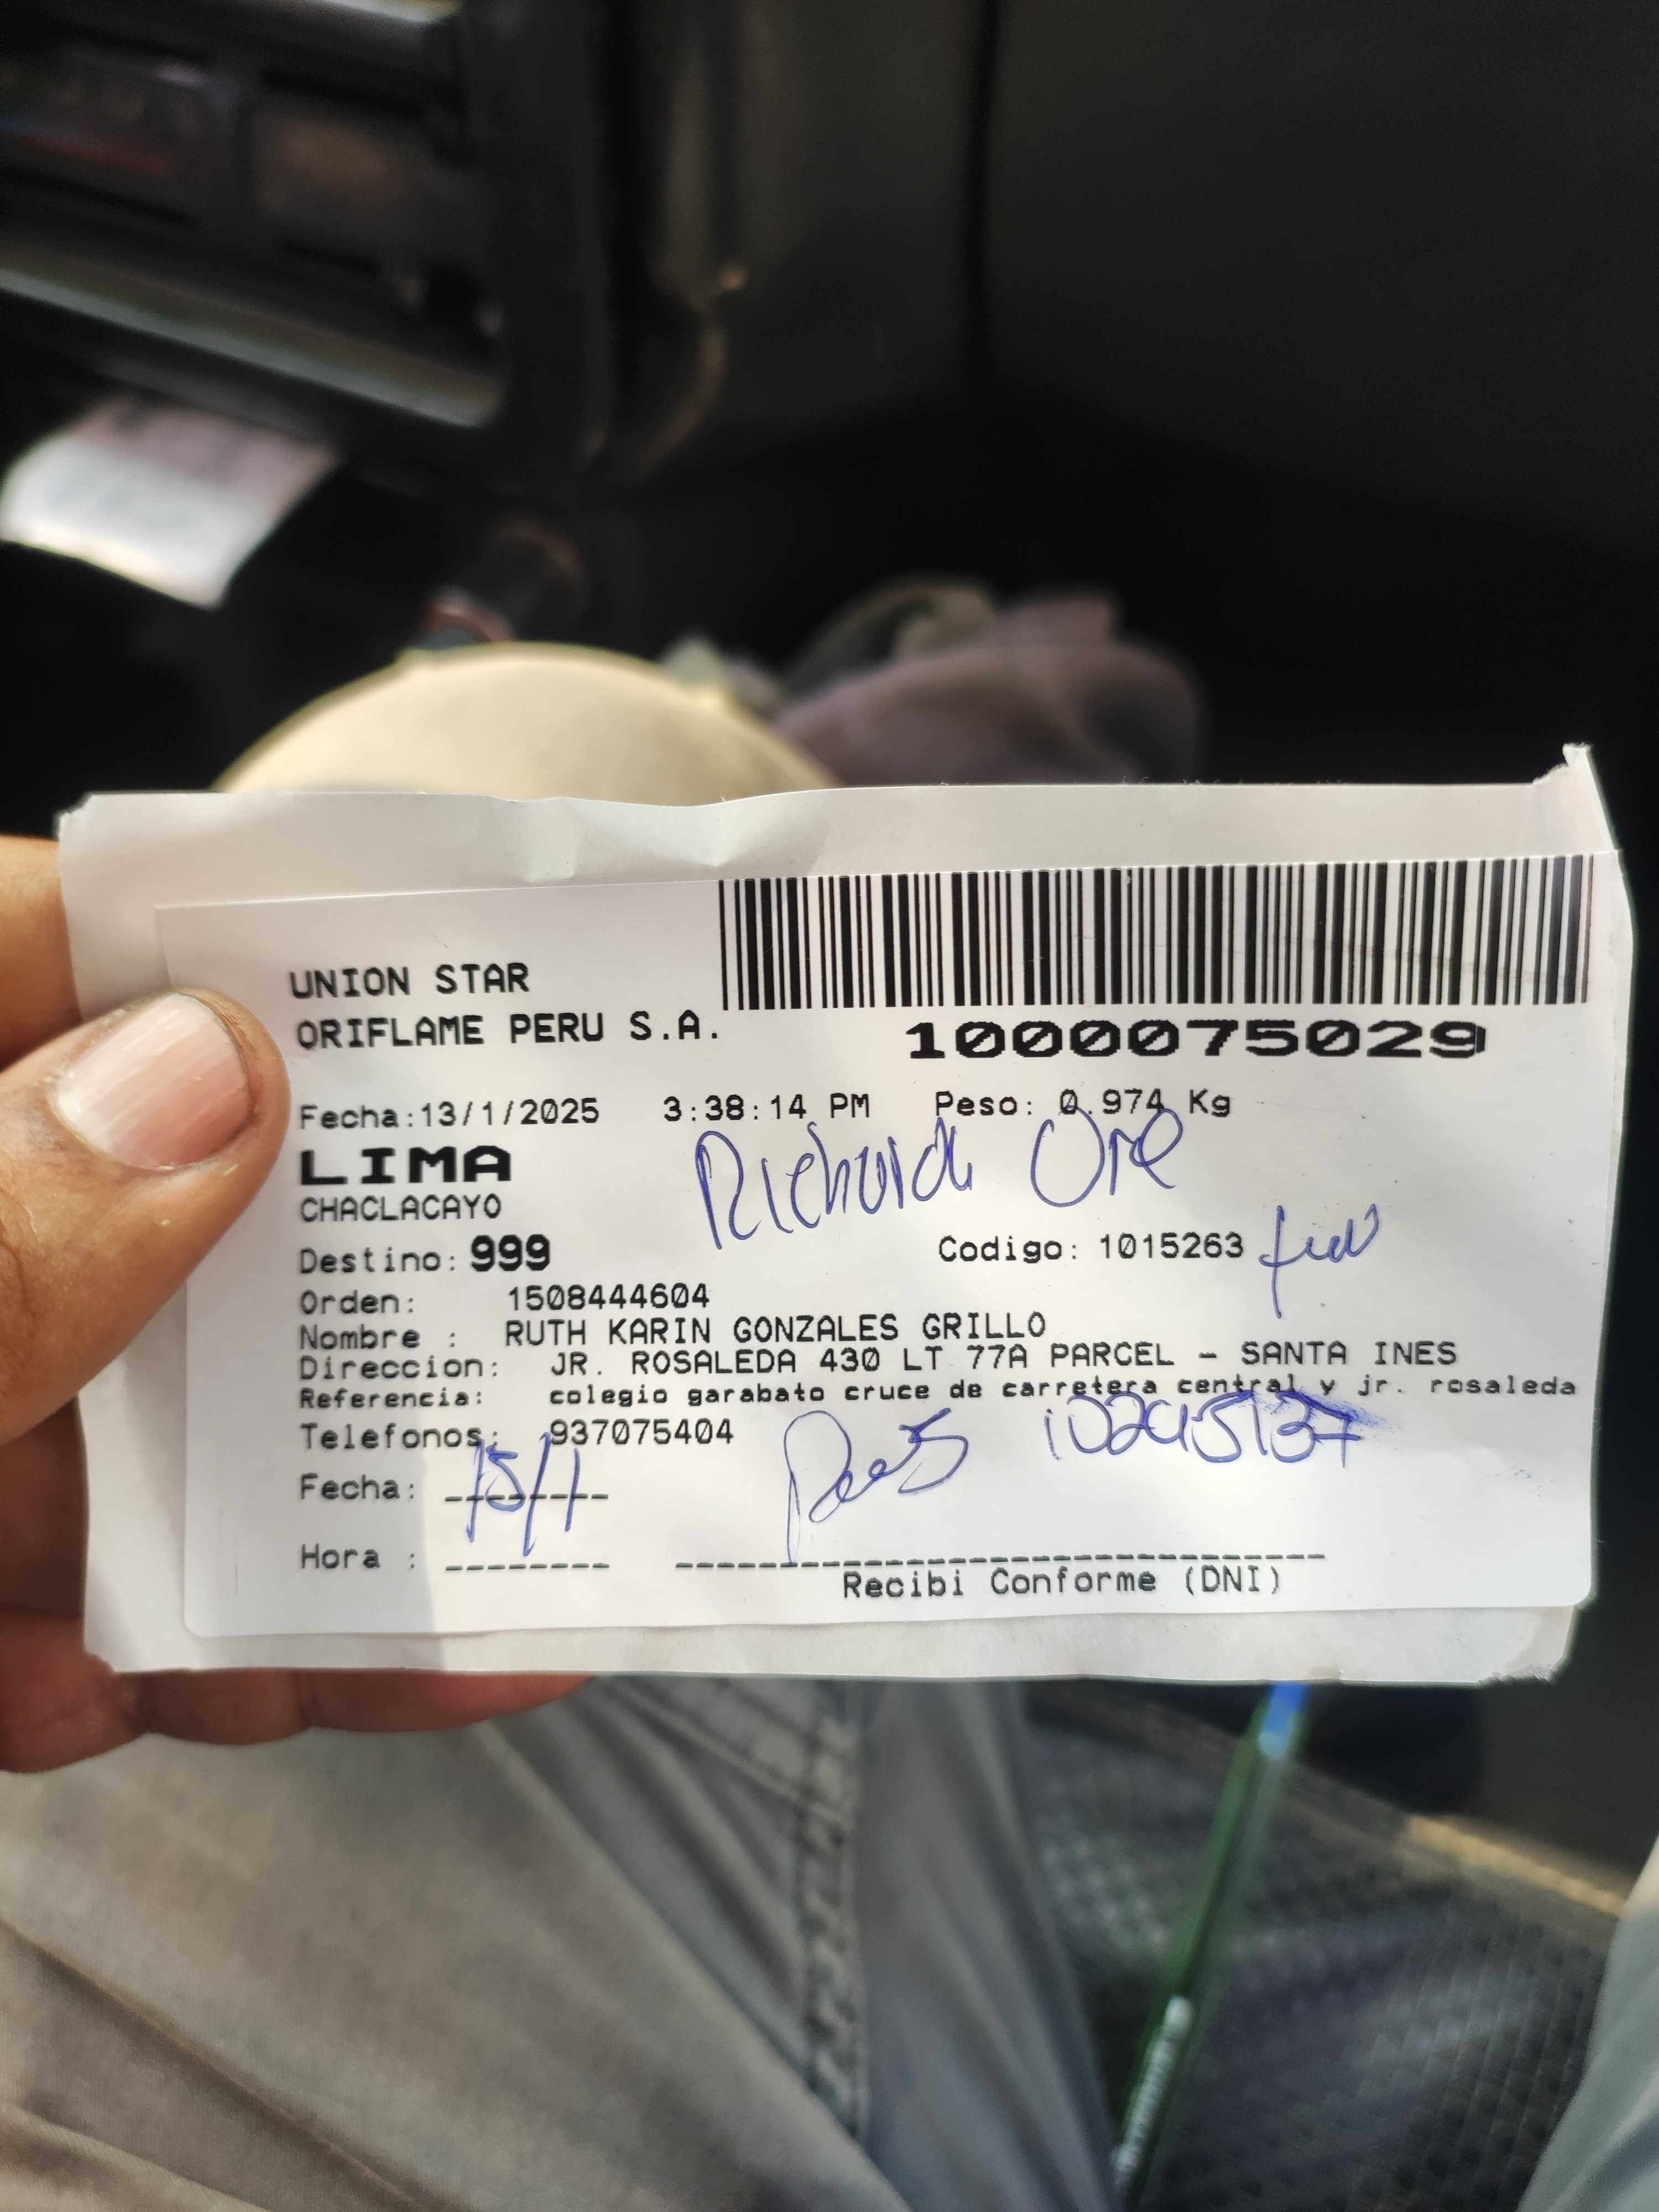 UNION STAR
ORIFLAME PERU S.A.
1000075029
Fecha:13/1/2025 3:38:14 PM Peso: 0.974 Kg
LIMA
Richard Ore
CHACLACAYO
Destino: 999 Codigo: 1015263
Orden: 1508444604
Nombre : RUTH KARIN GONZALES GRILLO
Direccion: JR. ROSALEDA 430 LT 77A PARCEL - SANTA INES
Referencia: colegio garabato cruce de carretera central y jr. rosaleda
Telefonos: 937075404
Fecha: 15/1
Hora :
Recibi Conforme (DNI)